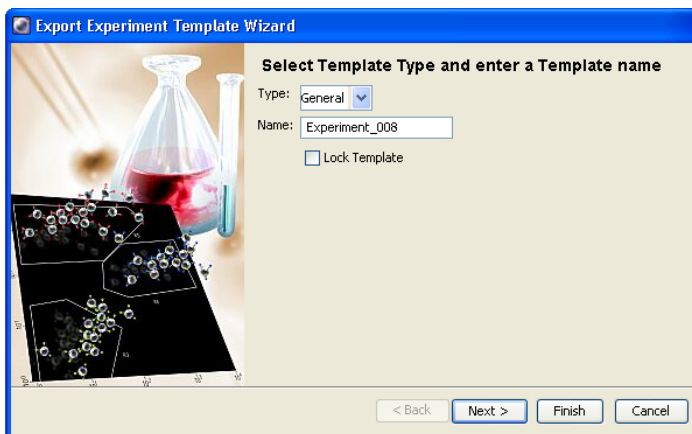 Export Experiment Template Wizard
Select Template Type and enter a Template name
Type: General
Name: Experiment_008
Lock Template
< Back Next > Finish Cancel